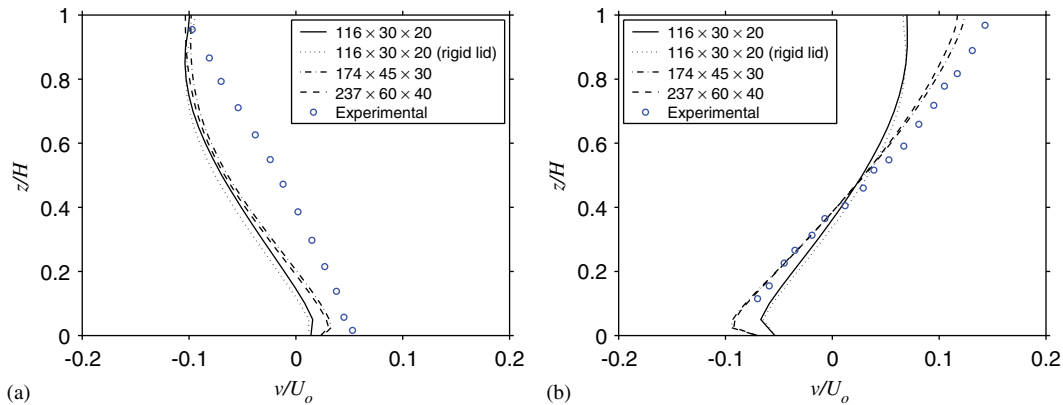 1
0.8
0.6
0.4
0.2
0
z/H
-0.2
-0.1
0
0.1
0.2
v/Uo
(a)
116 × 30 × 20
116 × 30 × 20 (rigid lid)
174 × 45 × 30
237 × 60 × 40
Experimental
1
0.8
0.6
0.4
0.2
0
z/H
-0.2
-0.1
0
0.1
0.2
v/Uo
(b)
116 × 30 × 20
116 × 30 × 20 (rigid lid)
174 × 45 × 30
237 × 60 × 40
Experimental